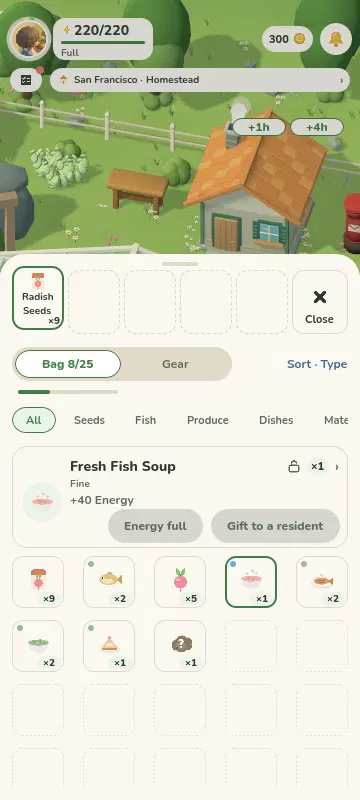 220/220
Full
300
San Francisco · Homestead
+1h
+4h
Radish
Seeds
×9
Close
Bag 8/25
Gear
Sort · Type
All
Seeds
Fish
Produce
Dishes
Mate
Fresh Fish Soup
×1
Fine
+40 Energy
Energy full
Gift to a resident
×9
×2
×5
×1
×2
×2
×1
?
×1